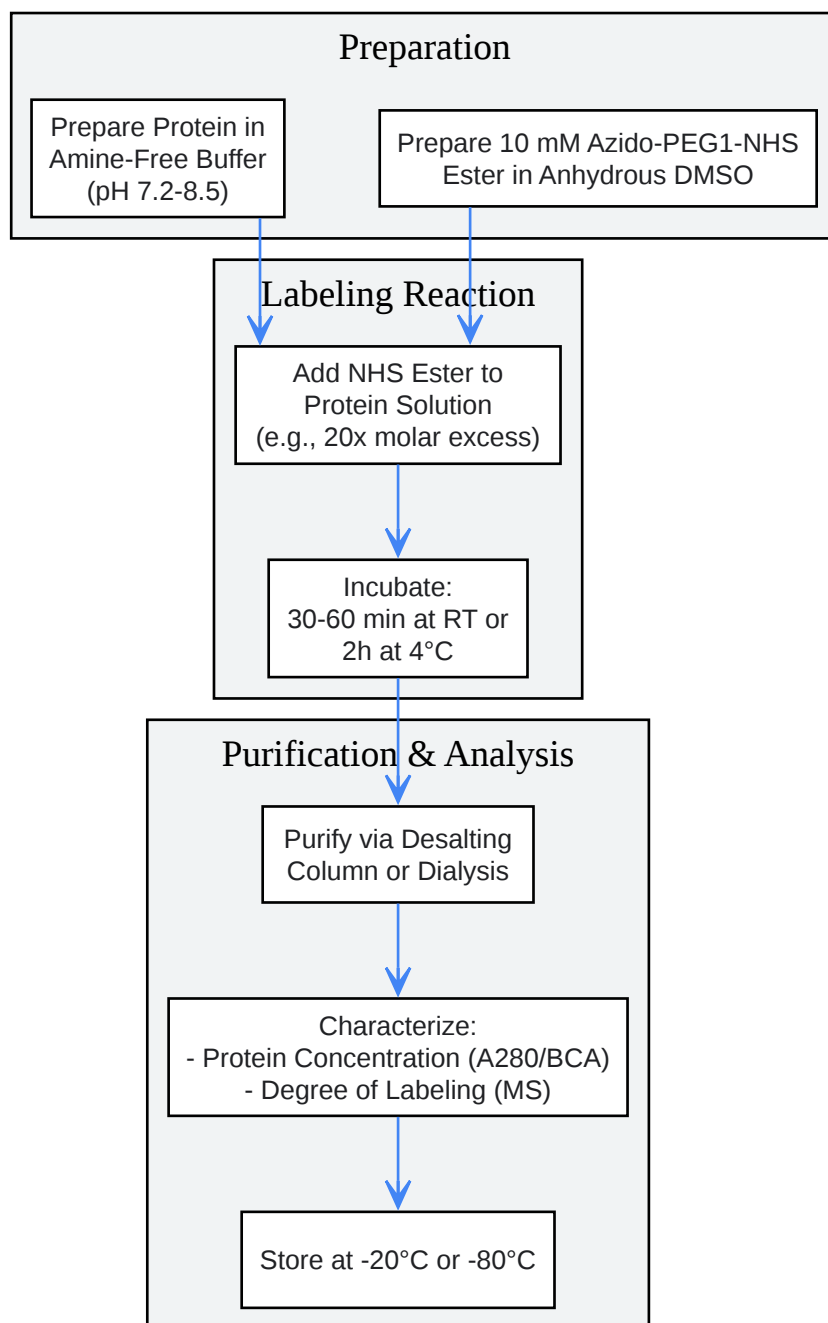 Preparation
Prepare Protein in
Amine-Free Buffer
(pH 7.2-8.5)
Prepare 10 mM Azido-PEG1-NHS
Ester in Anhydrous DMSO
Labeling Reaction
Add NHS Ester to
Protein Solution
(e.g., 20x molar excess)
Incubate:
30-60 min at RT or
2h at 4°C
Purification & Analysis
Purify via Desalting
Column or Dialysis
Characterize:
- Protein Concentration (A280/BCA)
- Degree of Labeling (MS)
Store at -20°C or -80°C